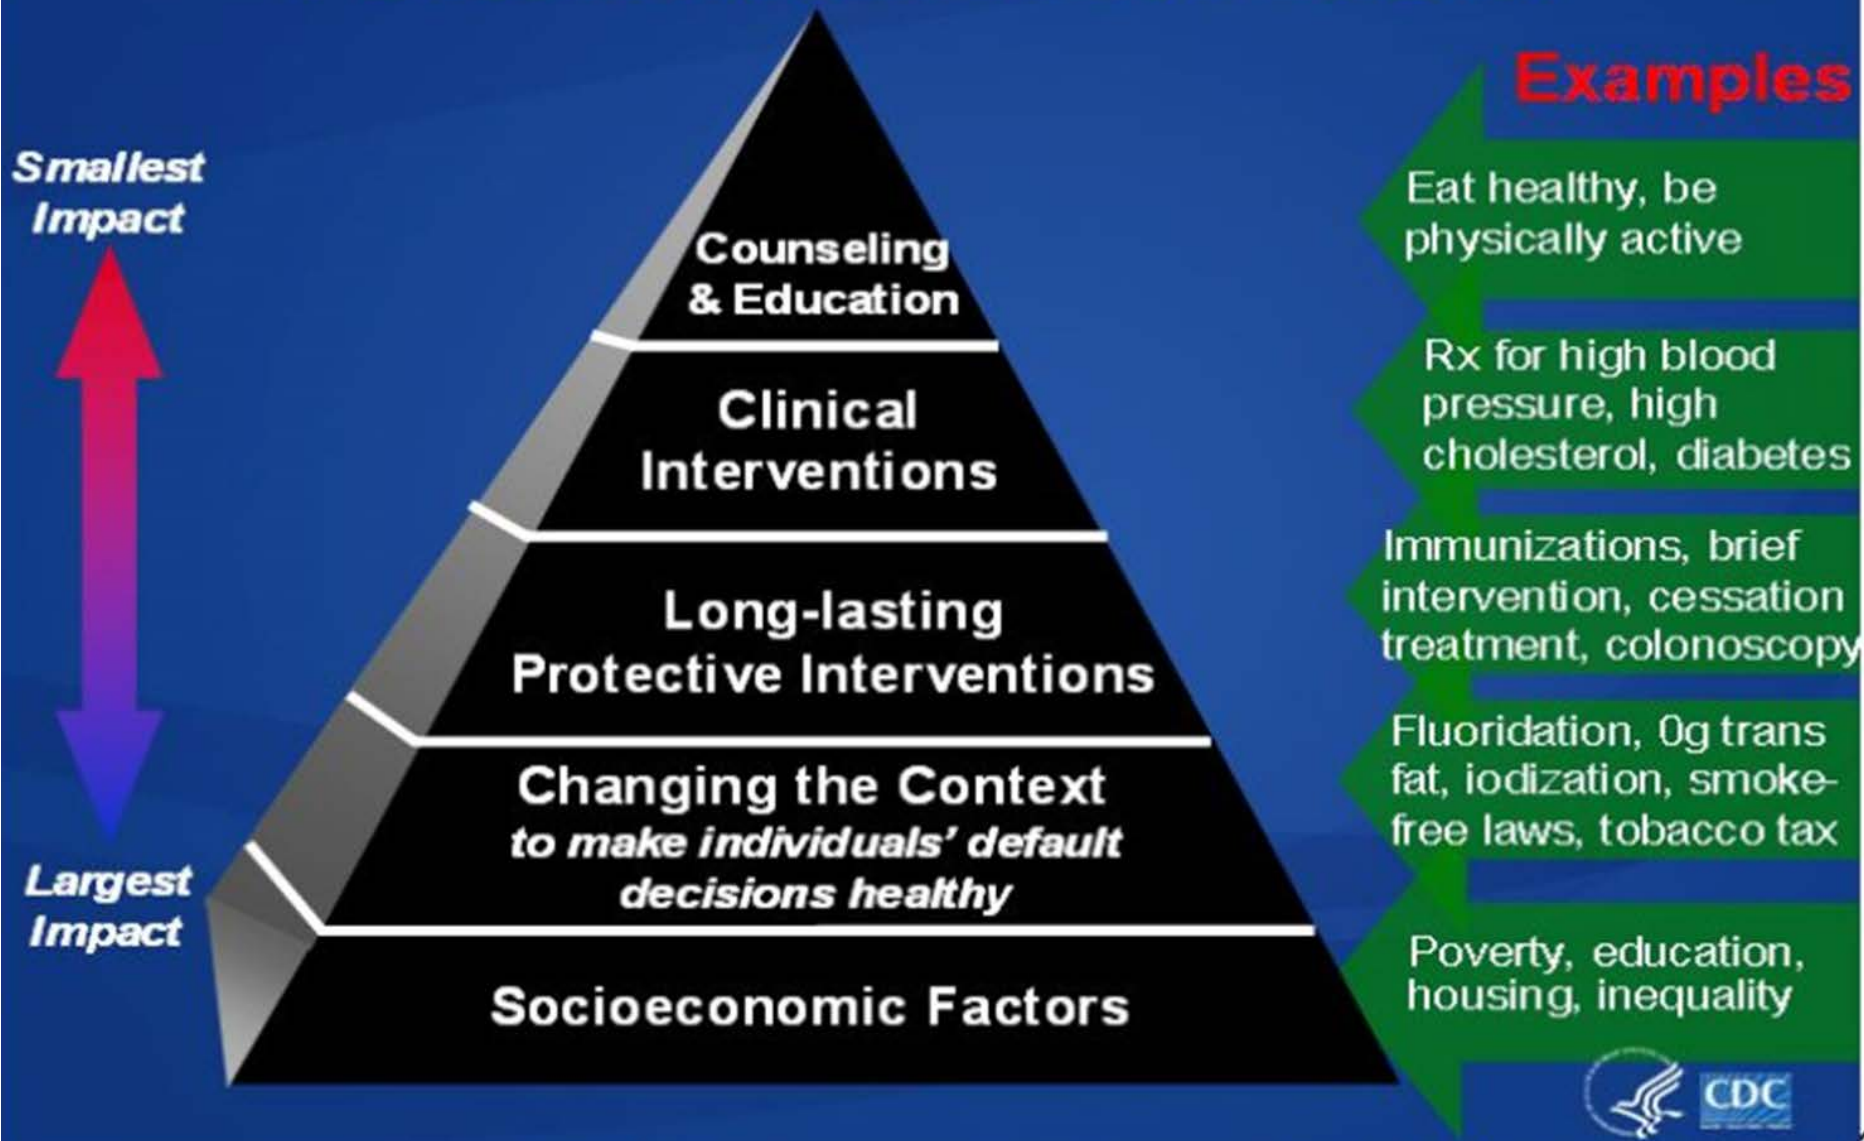 Examples
Smallest
Impact
Largest
Impact
Counseling
& Education
Clinical
Interventions
Long-lasting
Protective Interventions
Changing the Context
to make individuals' default
decisions healthy
Socioeconomic Factors
Eat healthy, be
physically active
Rx for high blood
pressure, high
cholesterol, diabetes
Immunizations, brief
intervention, cessation
treatment, colonoscopy
Fluoridation, 0g trans
fat, iodization, smoke-
free laws, tobacco tax
Poverty, education,
housing, inequality
CDC